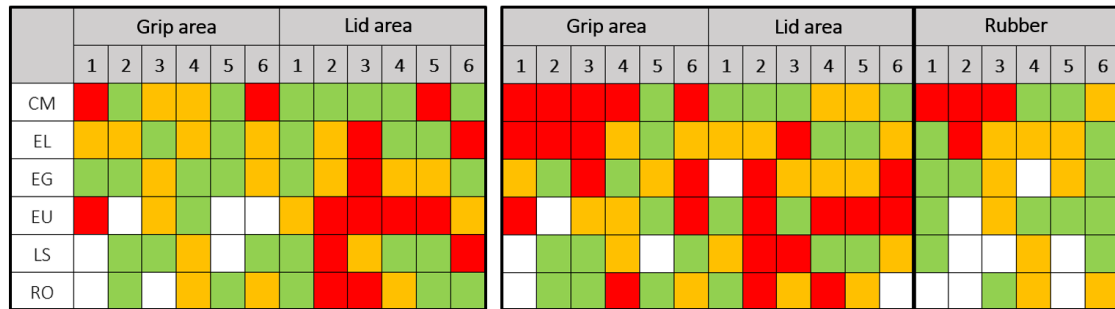 Grip area Lid area Grip area Lid area Rubber
1 2 3 4 5 6 1 2 3 4 5 6 1 2 3 4 5 6 1 2 3 4 5 6 1 2 3 4 5 6
CM
EL
EG
EU
LS
RO